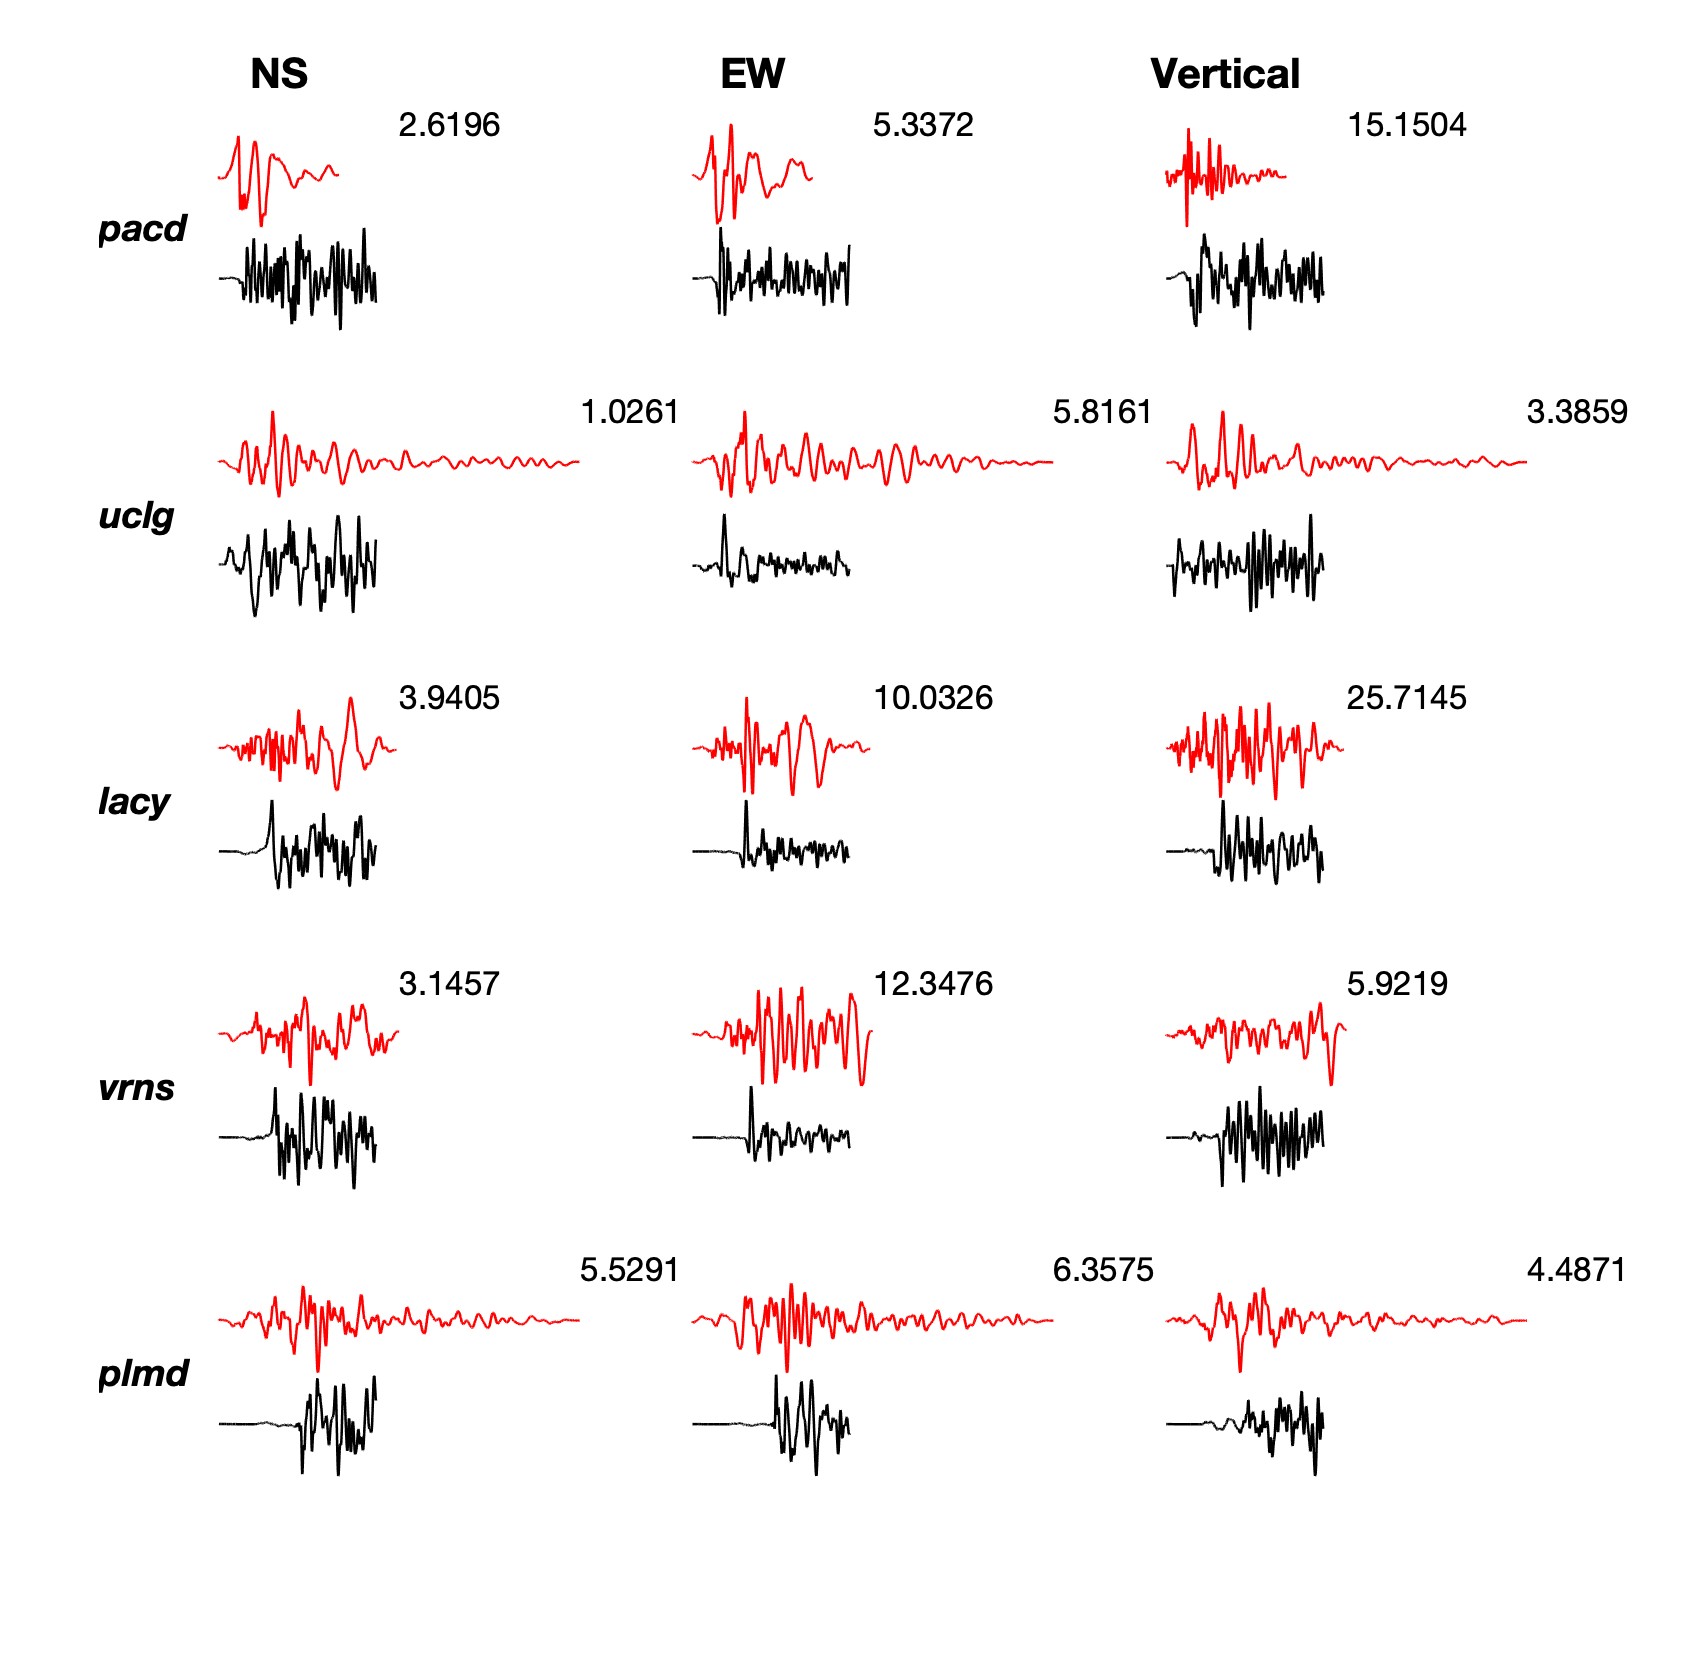 NS EW Vertical
2.6196 5.3372 15.1504
pacd
1.0261 5.8161 3.3859
uclg
3.9405 10.0326 25.7145
lacy
3.1457 12.3476 5.9219
vrns
5.5291 6.3575 4.4871
plmd